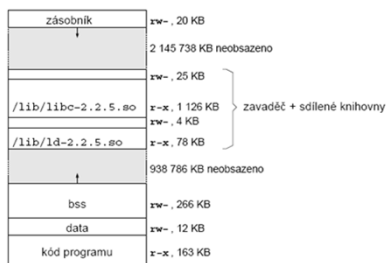 zásobník rw-, 20 KB
2 145 738 KB neobsazeno
rw-, 25 KB
/lib/libc-2.2.5.so r-x, 1 126 KB zavaděč + sdílené knihovny
rw-, 4 KB
/lib/ld-2.2.5.so r-x, 78 KB
938 786 KB neobsazeno
bss rw-, 266 KB
data rw-, 12 KB
kód programu r-x, 163 KB